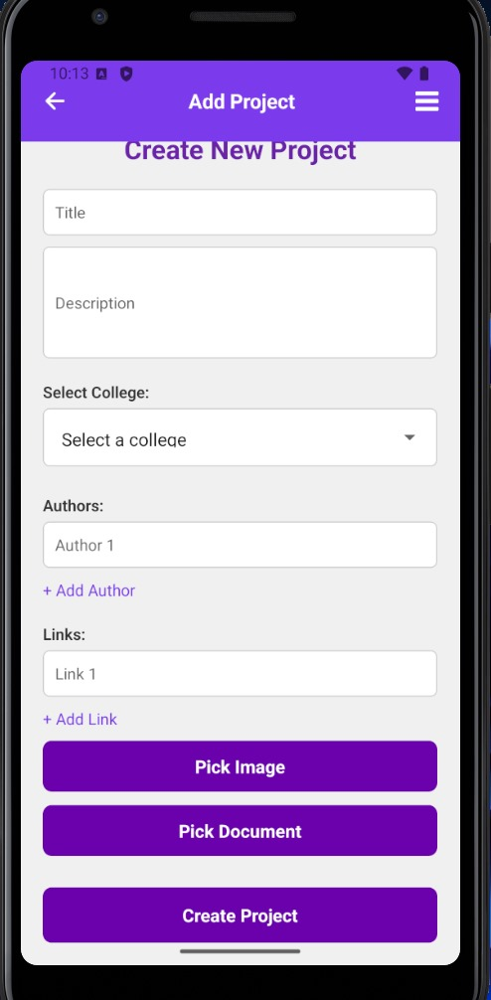 10:13
Add Project
Create New Project
Title
Description
Select College:
Select a college
Authors:
Author 1
+ Add Author
Links:
Link 1
+ Add Link
Pick Image
Pick Document
Create Project